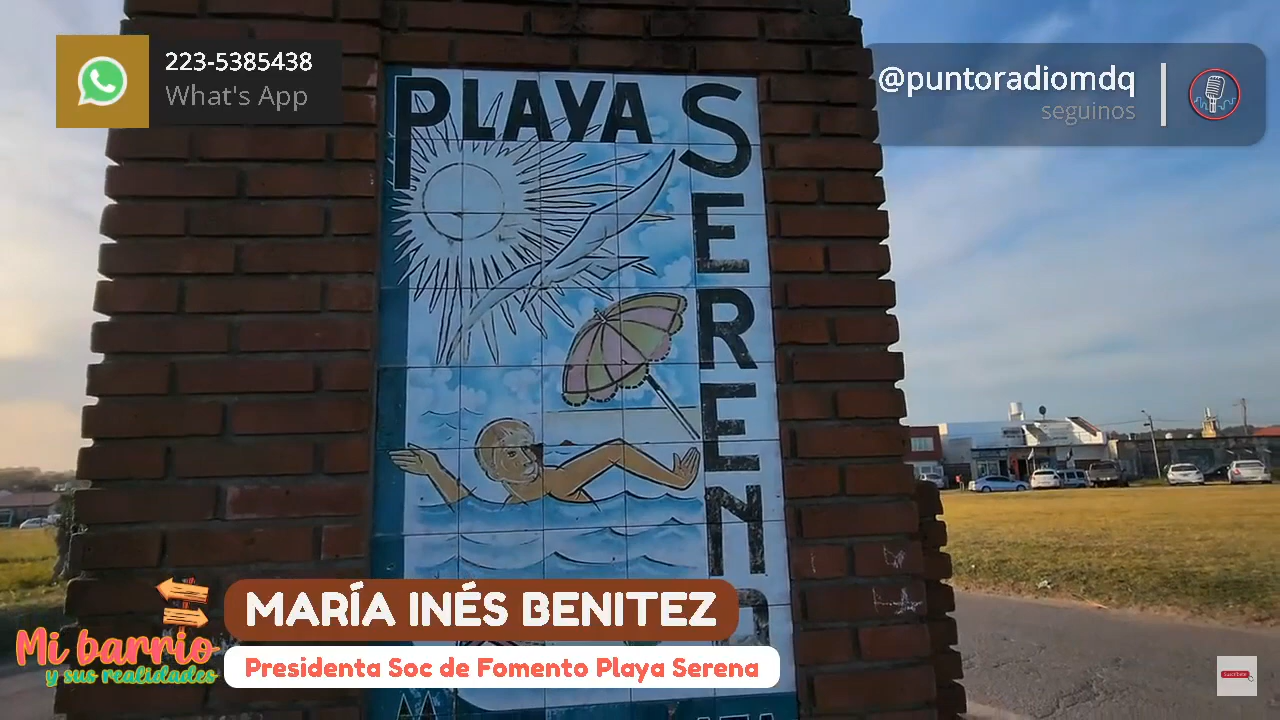 223-5385438
What's App
@puntoradiomdq
seguinos
PLAYA
SERENA
MARÍA INÉS BENITEZ
Presidenta Soc de Fomento Playa Serena
Mi barrio
y sus realidades